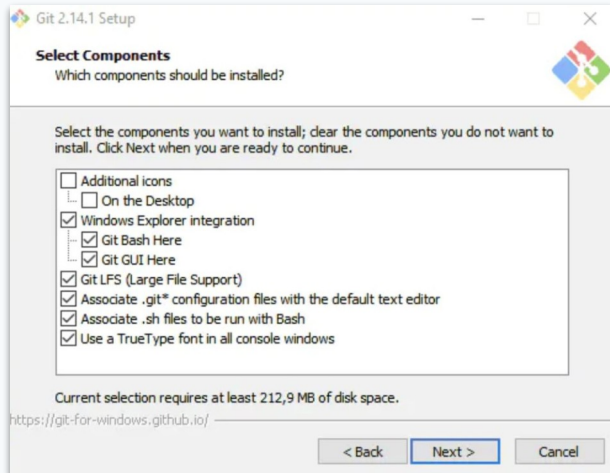 Git 2.14.1 Setup
Select Components
Which components should be installed?
Select the components you want to install; clear the components you do not want to
install. Click Next when you are ready to continue.
Additional icons
On the Desktop
Windows Explorer integration
Git Bash Here
Git GUI Here
Git LFS (Large File Support)
Associate .git* configuration files with the default text editor
Associate .sh files to be run with Bash
Use a TrueType font in all console windows
Current selection requires at least 212,9 MB of disk space.
https://git-for-windows.github.io/
< Back Next > Cancel